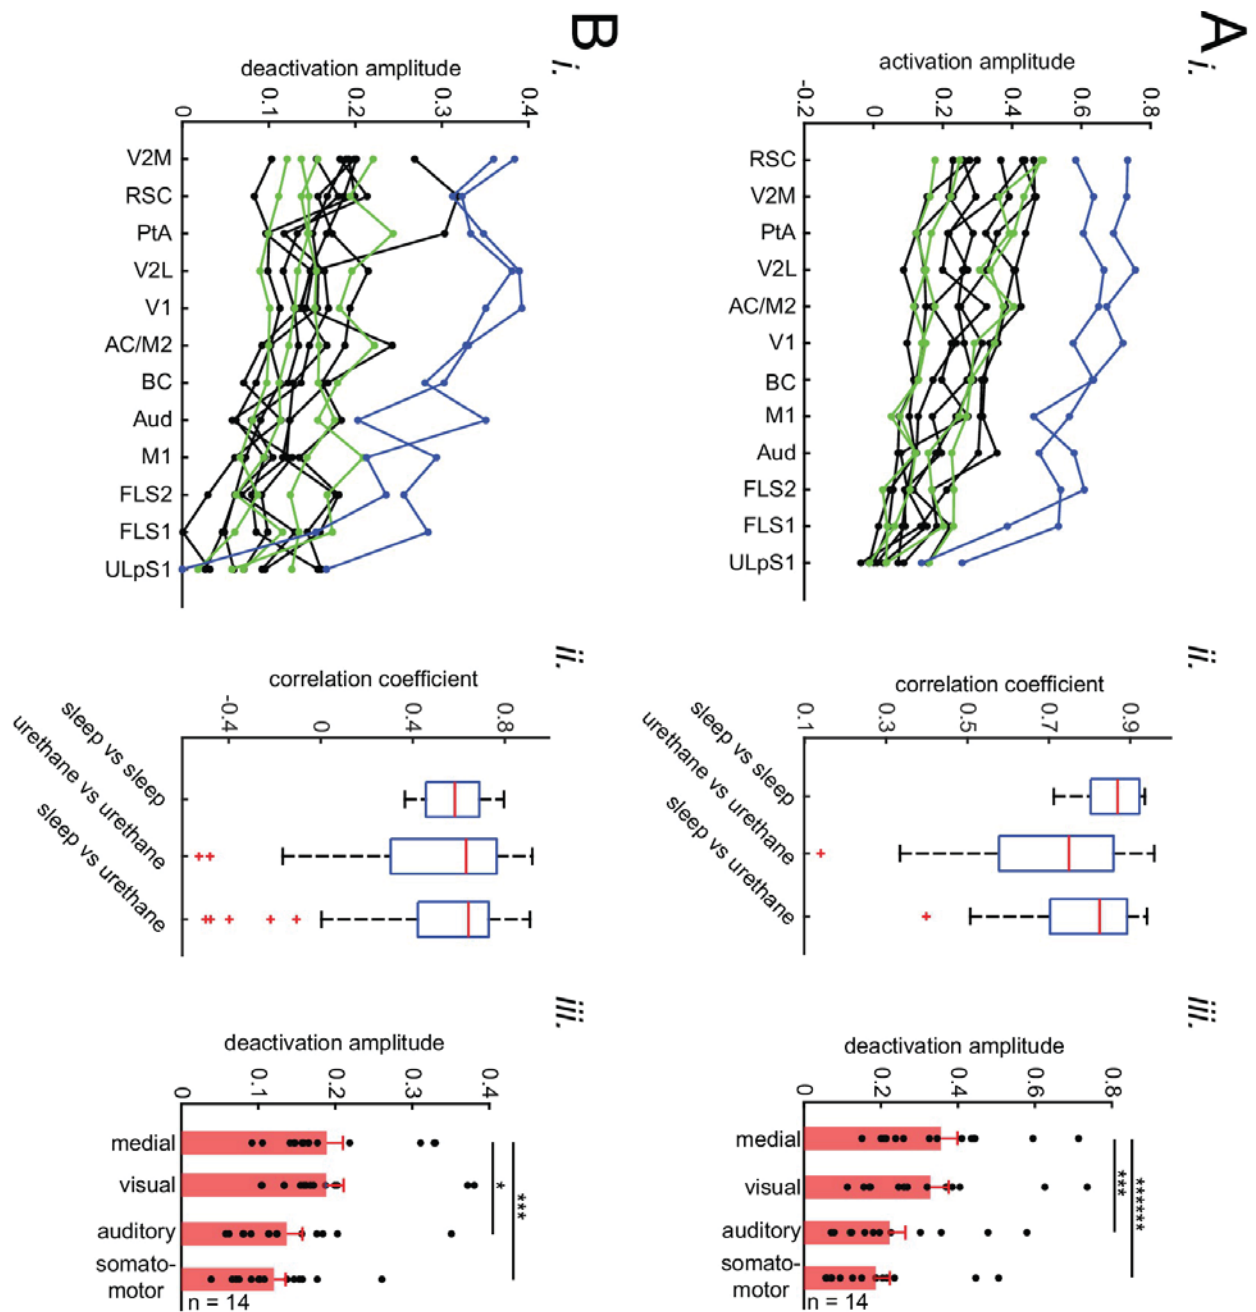 A
i.
activation amplitude
-0.2
0
0.2
0.4
0.6
0.8
RSC
V2M
PtA
V2L
AC/M2
V1
BC
M1
Aud
FLS2
FLS1
ULpS1
ii.
correlation coefficient
0.1
0.3
0.5
0.7
0.9
sleep vs sleep
urethane vs urethane
sleep vs urethane
iii.
deactivation amplitude
0
0.2
0.4
0.6
0.8
medial
visual
auditory
somato-
motor
n = 14
***
******
B
i.
deactivation amplitude
0
0.1
0.2
0.3
0.4
V2M
RSC
PtA
V2L
V1
AC/M2
BC
Aud
M1
FLS2
FLS1
ULpS1
ii.
correlation coefficient
-0.4
0
0.4
0.8
sleep vs sleep
urethane vs urethane
sleep vs urethane
iii.
deactivation amplitude
0
0.1
0.2
0.3
0.4
medial
visual
auditory
somato-
motor
n = 14
*
***